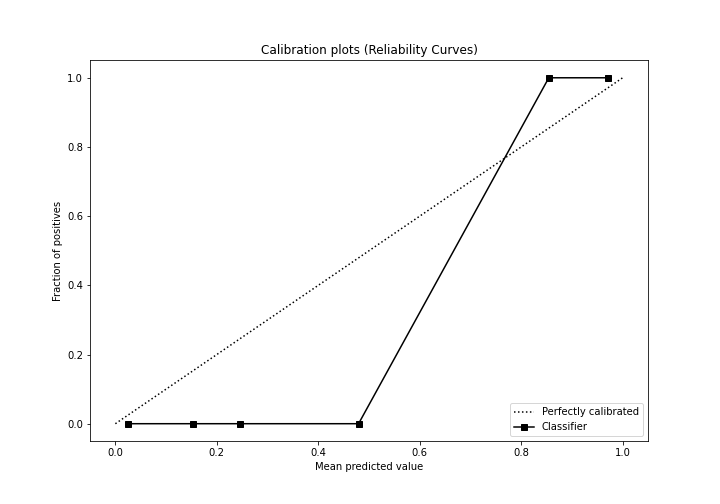 Calibration plots (Reliability Curves)
1.0
0.8
0.6
0.4
0.2
0.0
Fraction of positives
0.0 0.2 0.4 0.6 0.8 1.0
Mean predicted value
Perfectly calibrated
Classifier